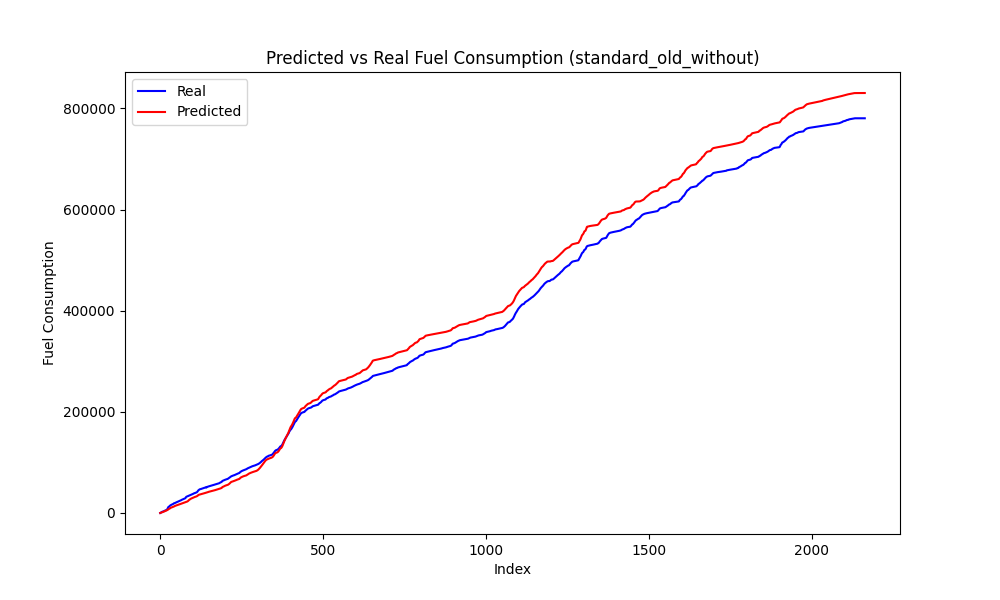 Predicted vs Real Fuel Consumption (standard_old_without)
Real
Predicted
800000
600000
400000
200000
0
Fuel Consumption
0 500 1000 1500 2000
Index